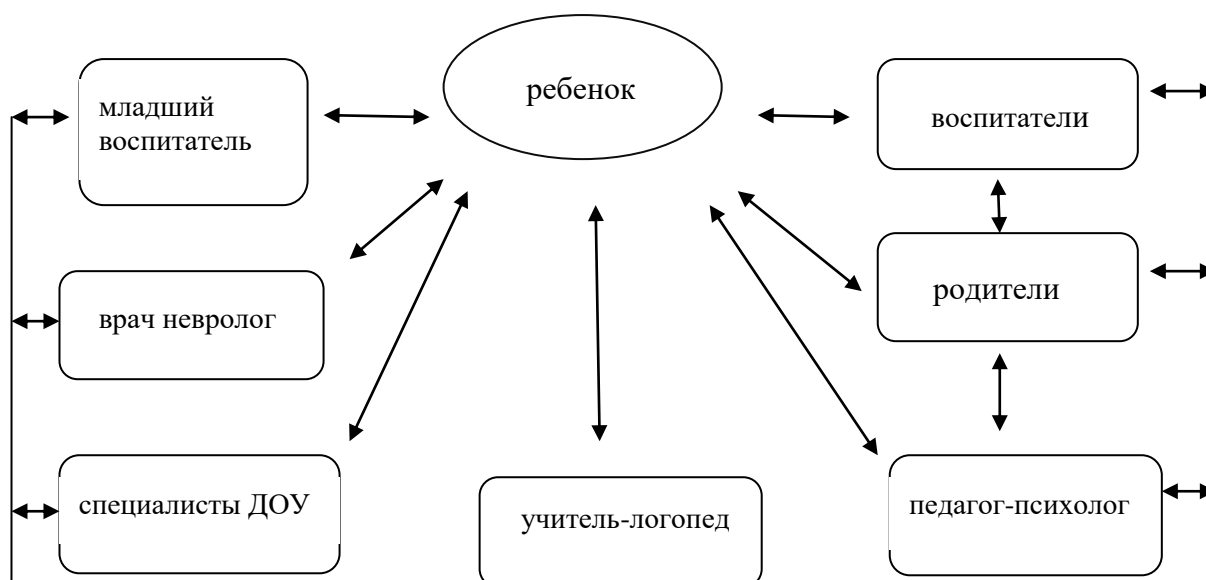 ребенок
младший
воспитатель
воспитатели
врач невролог
родители
специалисты ДОУ
учитель-логопед
педагог-психолог